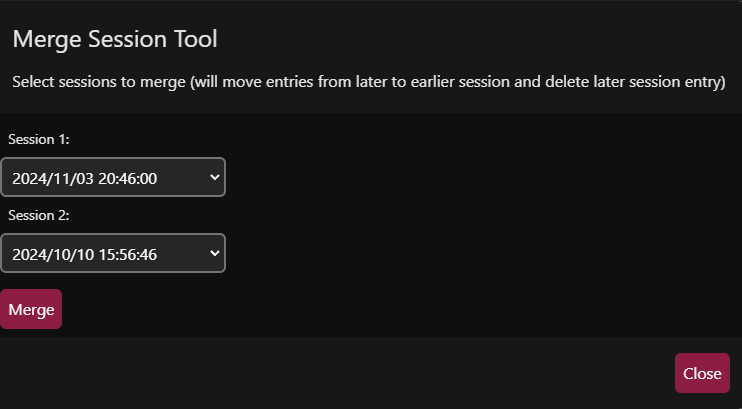 Merge Session Tool
Select sessions to merge (will move entries from later to earlier session and delete later session entry)
Session 1:
2024/11/03 20:46:00
Session 2:
2024/10/10 15:56:46
Merge
Close